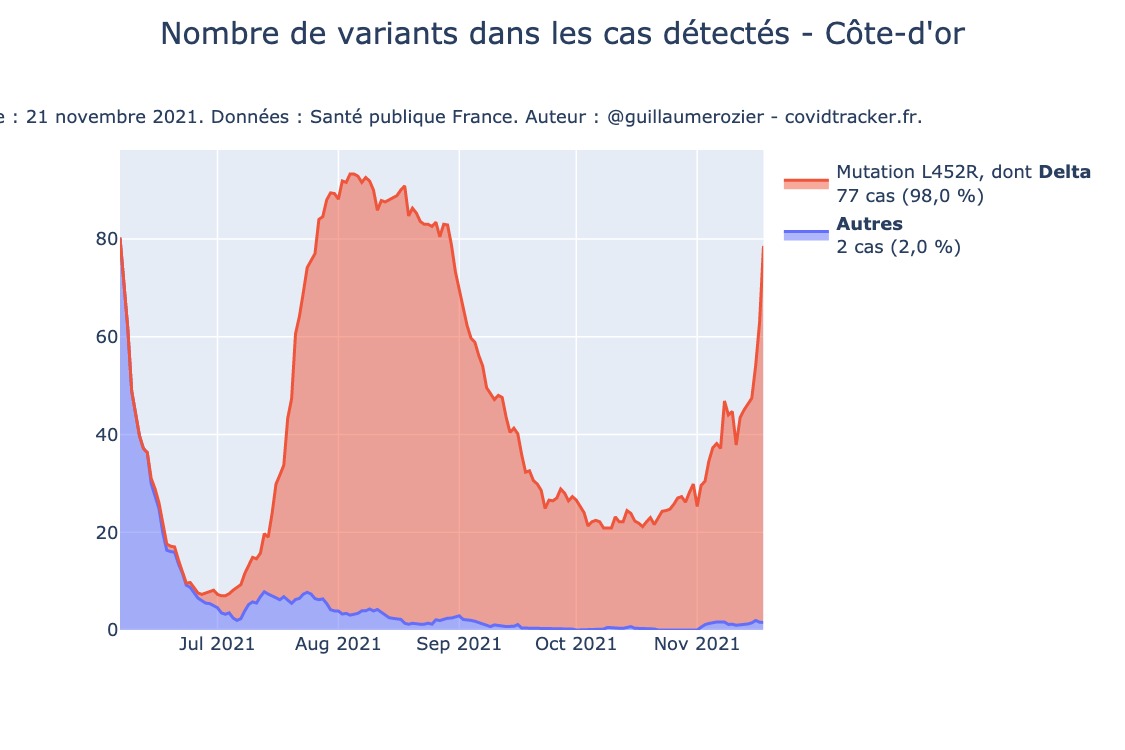 Nombre de variants dans les cas détectés - Côte-d'or
: 21 novembre 2021. Données : Santé publique France. Auteur : @guillaumerozier - covidtracker.fr.
Mutation L452R, dont Delta
77 cas (98,0 %)
Autres
2 cas (2,0 %)
80
60
40
20
0
Jul 2021 Aug 2021 Sep 2021 Oct 2021 Nov 2021